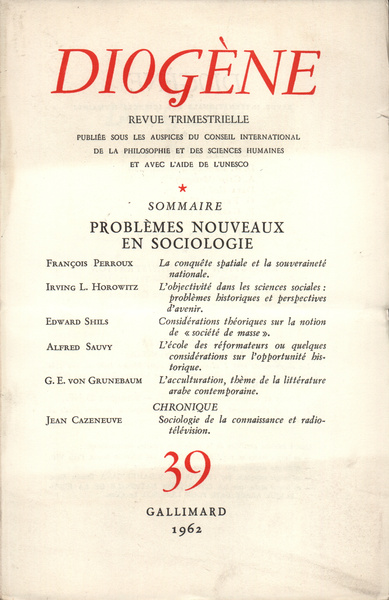 DIOGÈNE
REVUE TRIMESTRIELLE
PUBLIÉE SOUS LES AUSPICES DU CONSEIL INTERNATIONAL
DE LA PHILOSOPHIE ET DES SCIENCES HUMAINES
ET AVEC L'AIDE DE L'UNESCO
*
SOMMAIRE
PROBLÈMES NOUVEAUX
EN SOCIOLOGIE
FRANÇOIS PERROUX La conquête spatiale et la souveraineté
nationale.
IRVING L. HOROWITZ L'objectivité dans les sciences sociales :
problèmes historiques et perspectives
d'avenir.
EDWARD SHILS Considérations théoriques sur la notion
de « société de masse ».
ALFRED SAUVY L'école des réformateurs ou quelques
considérations sur l'opportunité his-
torique.
G. E. VON GRUNEBAUM L'acculturation, thème de la littérature
arabe contemporaine.
CHRONIQUE
JEAN CAZENEUVE Sociologie de la connaissance et radio-
télévision.
39
GALLIMARD
1962